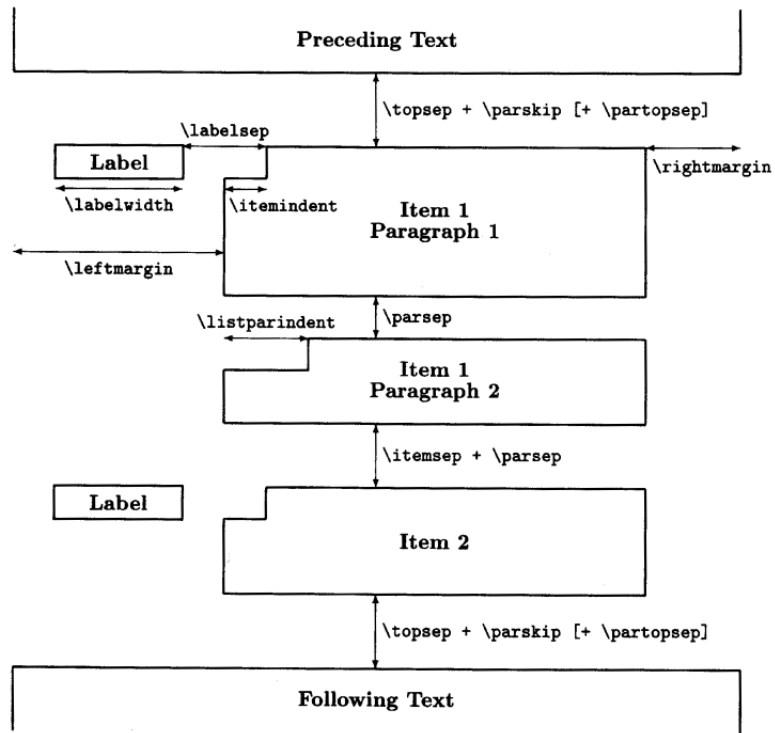 Preceding Text
\topsep + \parskip [+ \partopsep]
\labelsep
Label
\rightmargin
\labelwidth
\itemindent
Item 1
Paragraph 1
\leftmargin
\parsep
\listparindent
Item 1
Paragraph 2
\itemsep + \parsep
Label
Item 2
\topsep + \parskip [+ \partopsep]
Following Text